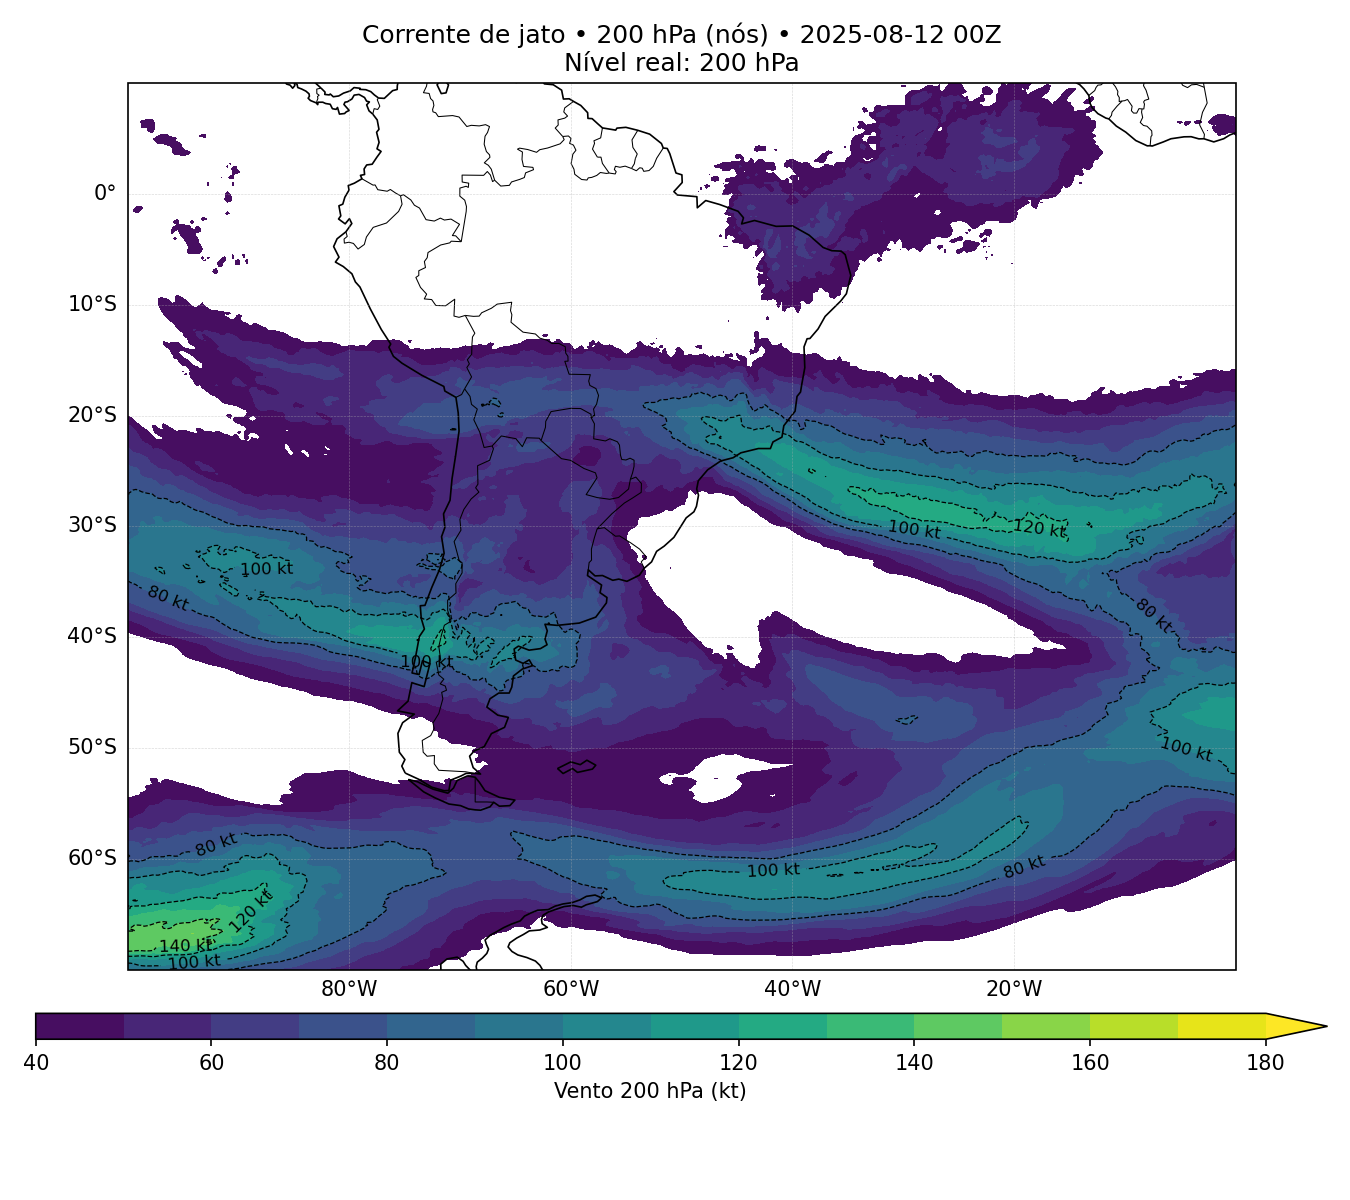 Corrente de jato • 200 hPa (nós) • 2025-08-12 00Z
Nível real: 200 hPa
0°
10°S
20°S
30°S
40°S
50°S
60°S
100 kt
120 kt
100 kt
80 kt
80 kt
100 kt
100 kt
80 kt
100 kt
80 kt
120 kt
140 kt
100 kt
80°W
60°W
40°W
20°W
40
60
80
100
120
140
160
180
Vento 200 hPa (kt)